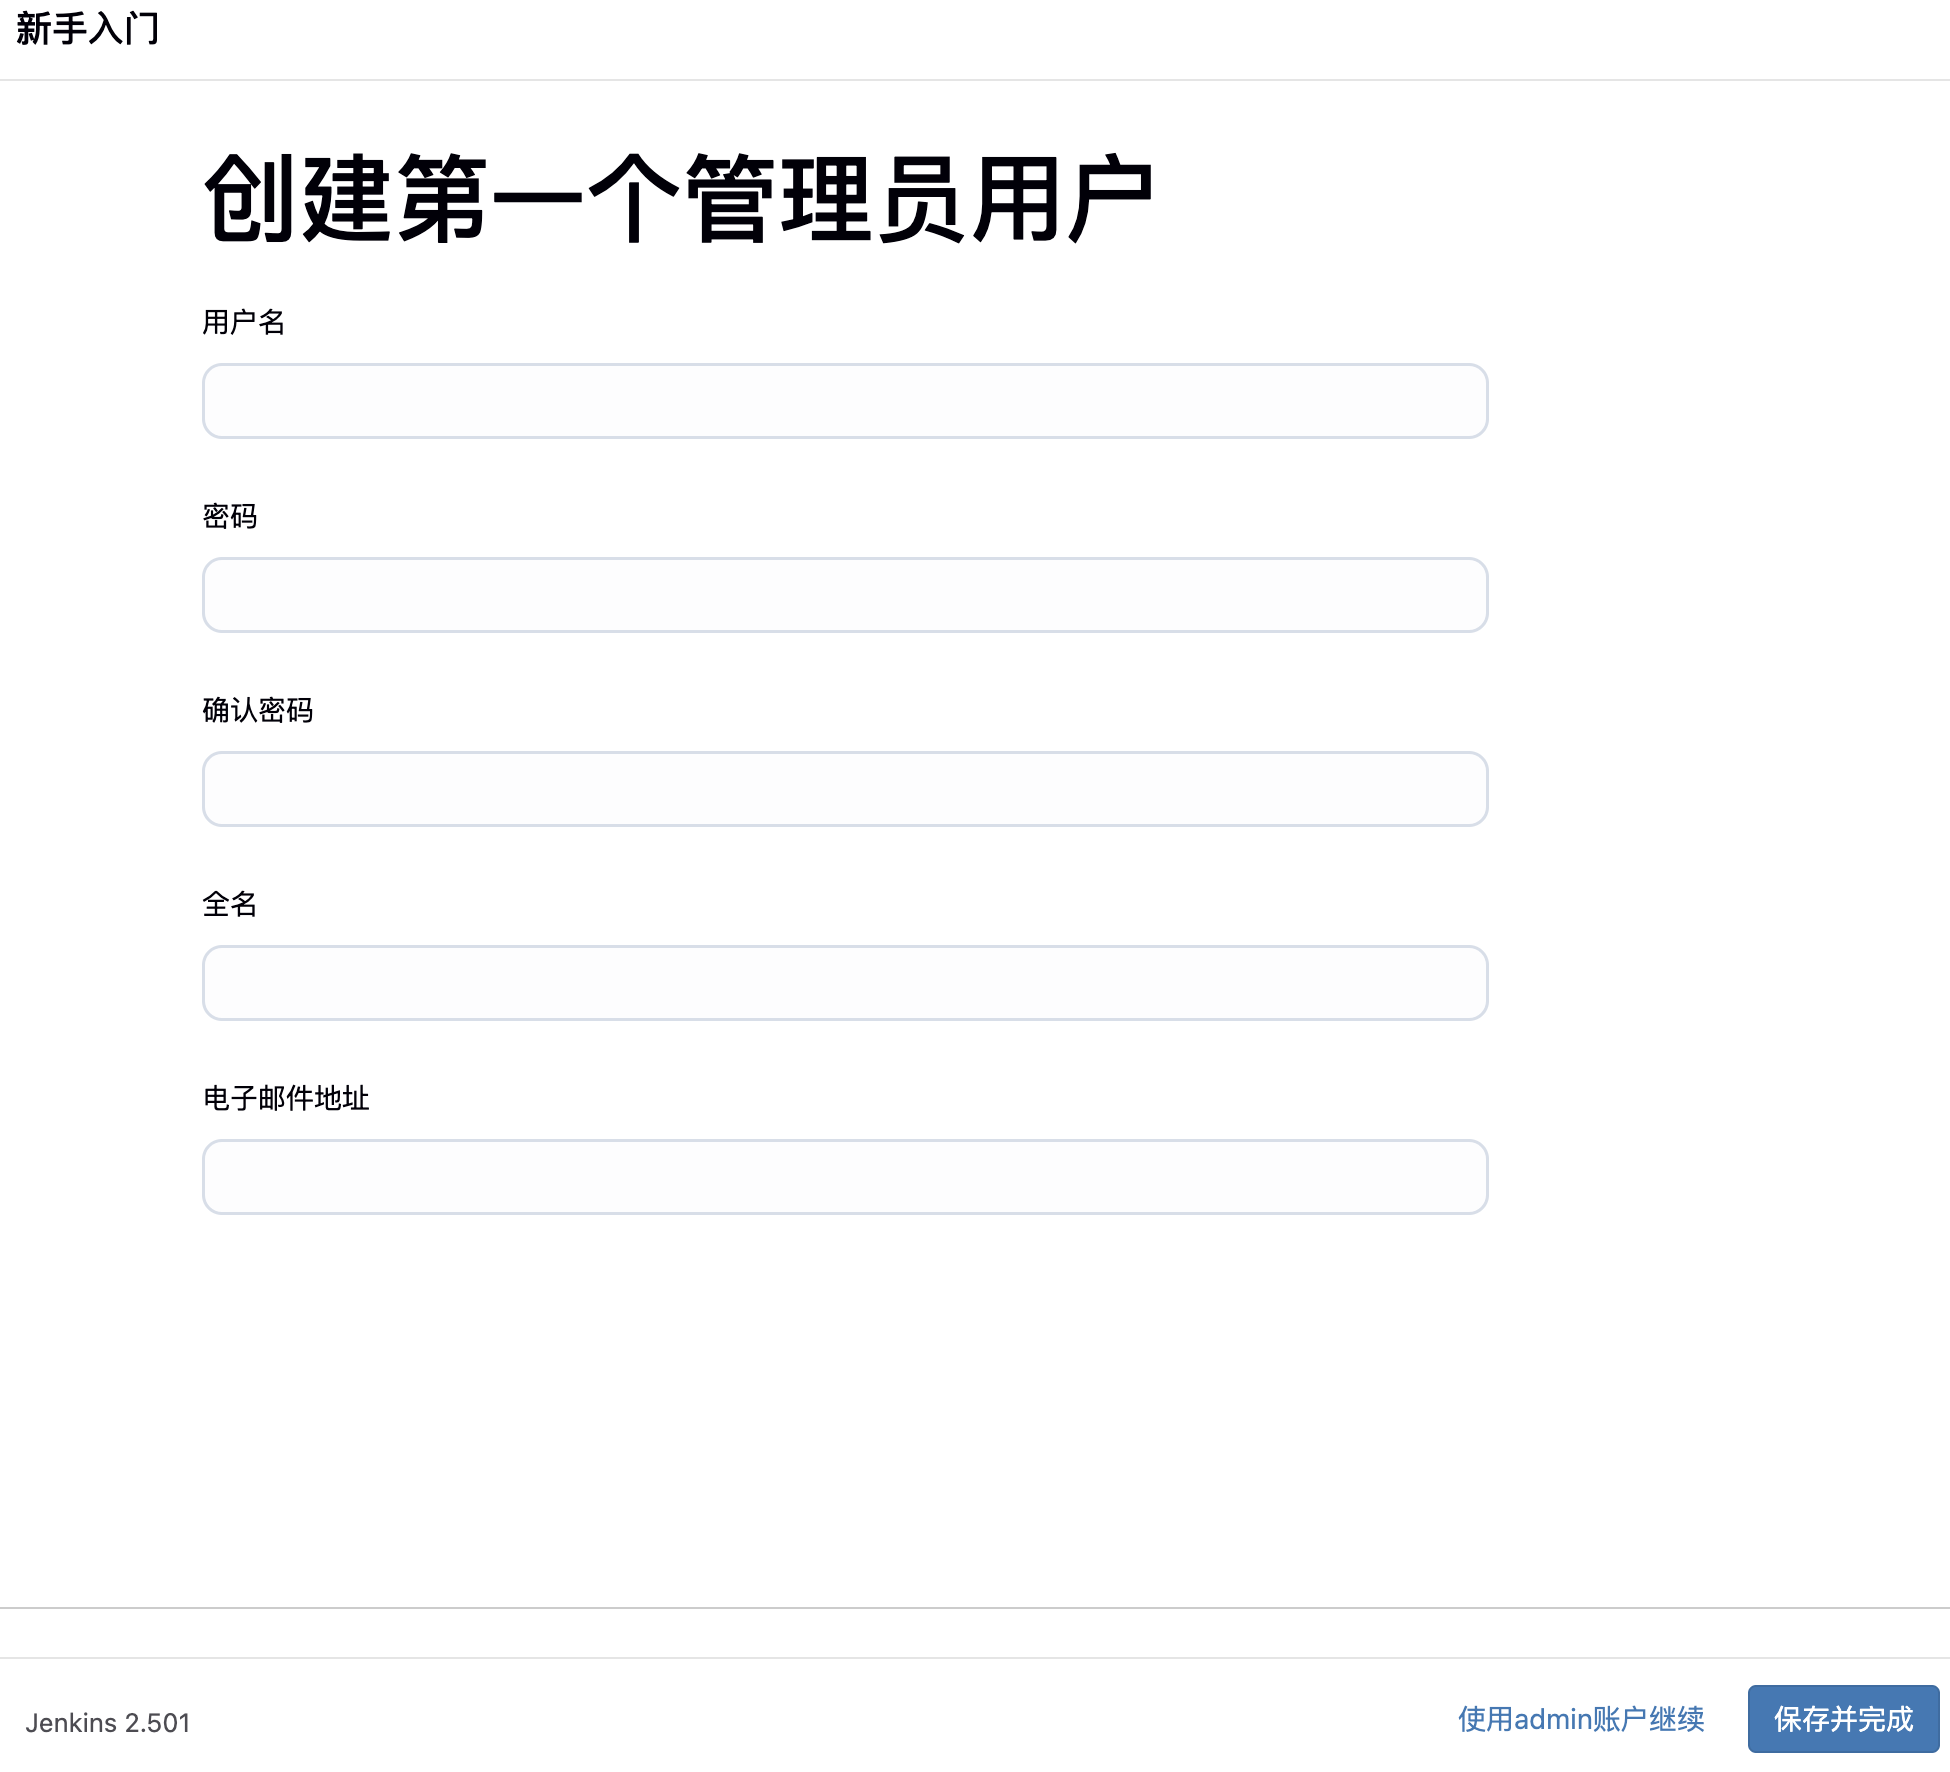 新手入门
创建第一个管理员用户
用户名
密码
确认密码
全名
电子邮件地址
Jenkins 2.501
使用admin账户继续
保存并完成